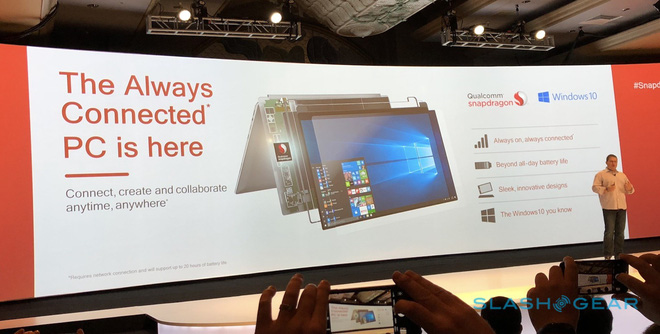 The Always
Connected*
PC is here
Connect, create and collaborate
anytime, anywhere*
*Requires network connection and will support up to 20 hours of battery life.
Qualcomm
snapdragon
Windows 10
Always on, always connected
Beyond all-day battery life
Sleek, innovative designs
The Windows10 you know
#Snapd
SLASHGEAR